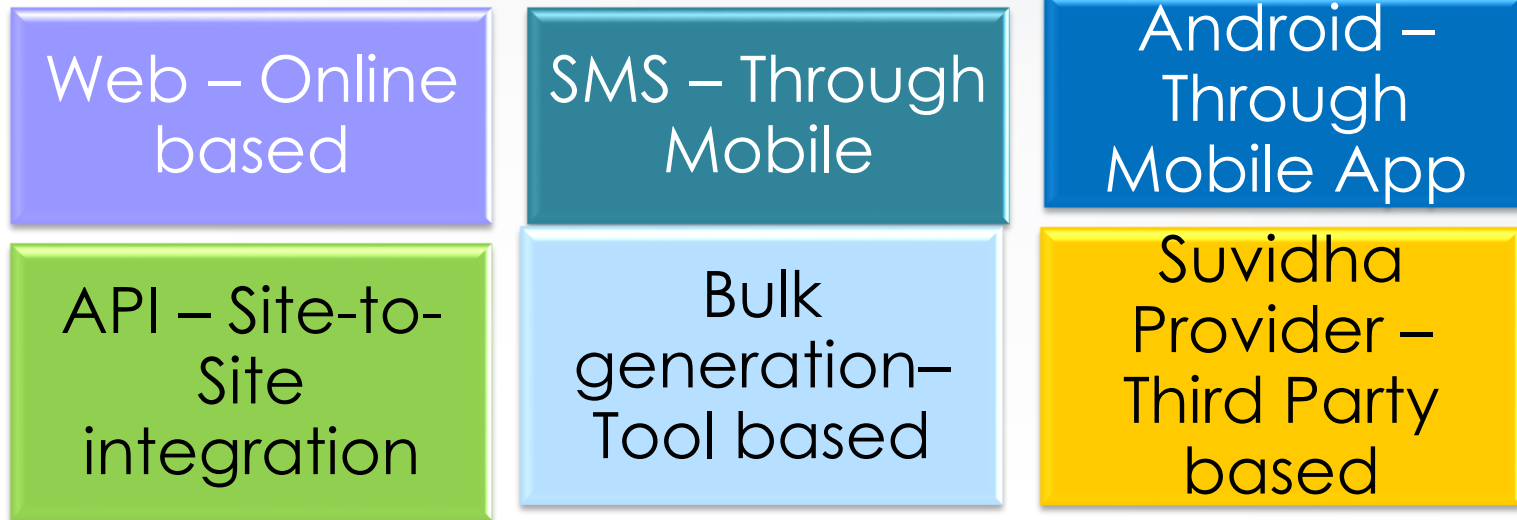 Web – Online
based
SMS – Through
Mobile
Android –
Through
Mobile App
API – Site-to-
Site
integration
Bulk
generation–
Tool based
Suvidha
Provider –
Third Party
based